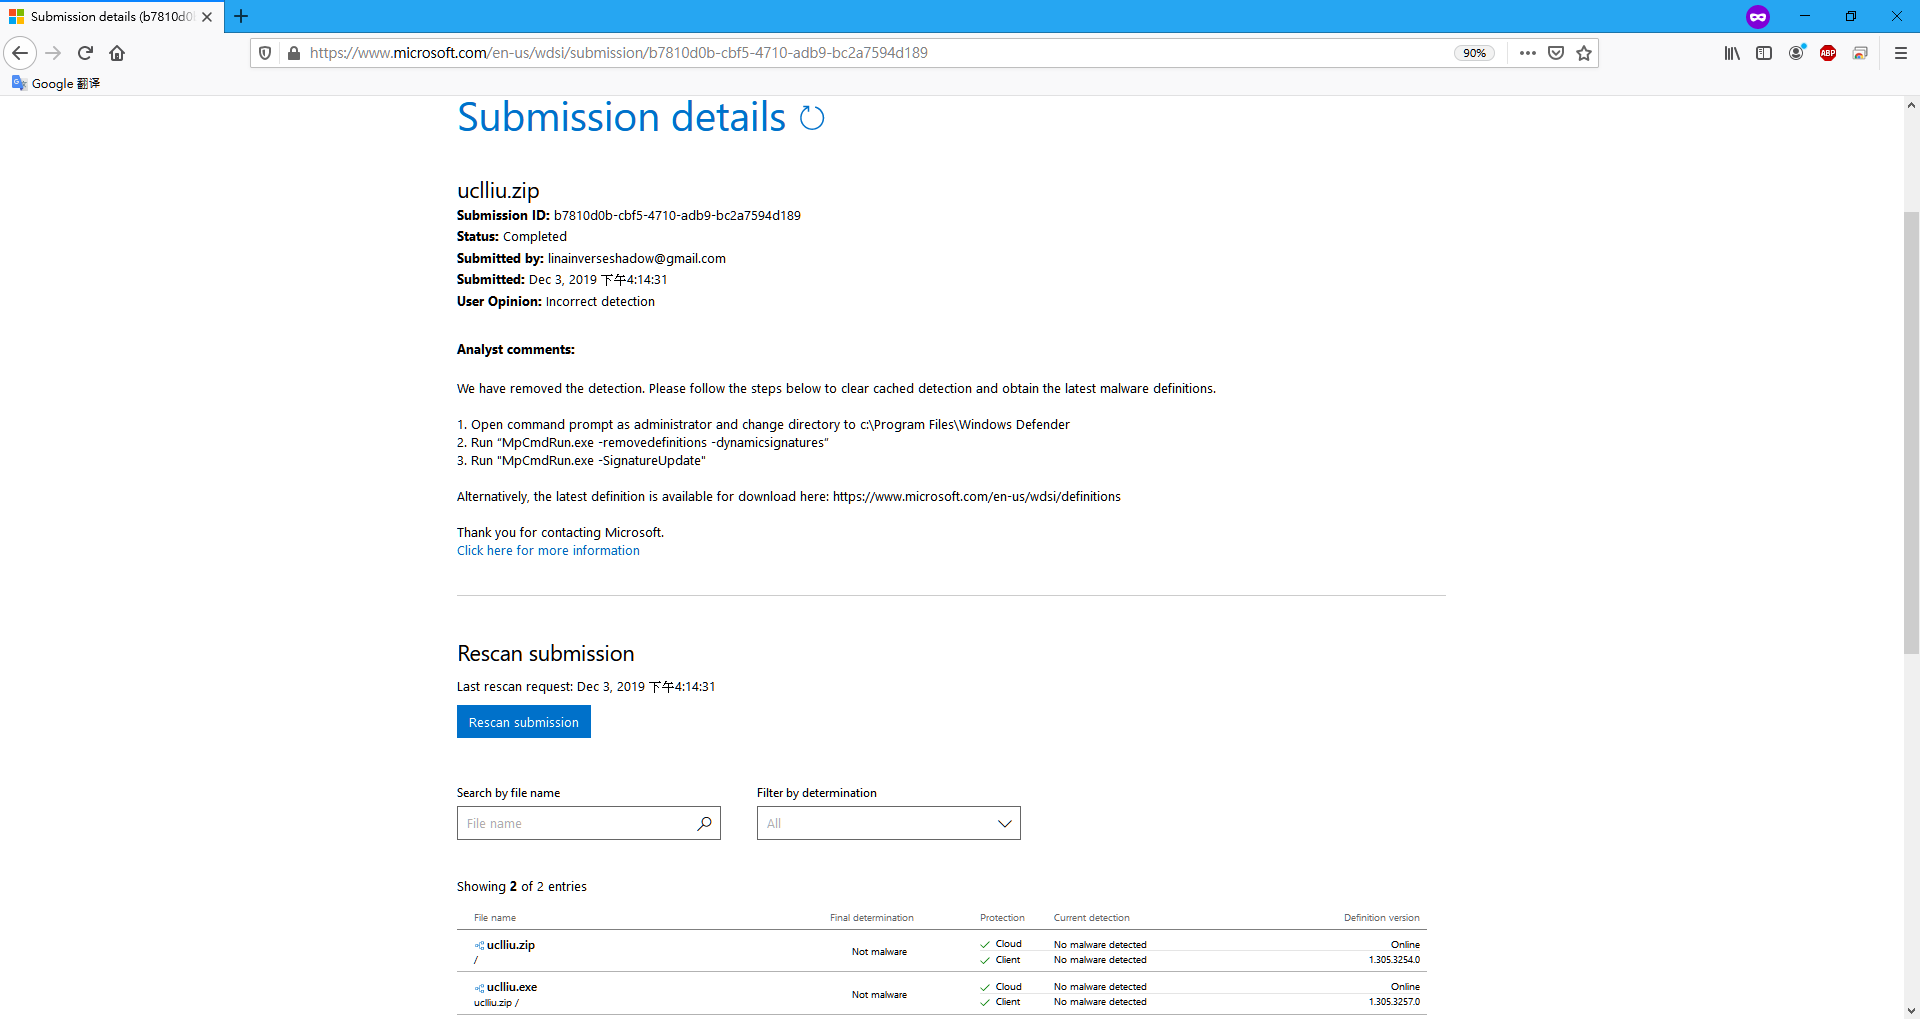 Submission details (b7810d0
https://www.microsoft.com/en-us/wdsi/submission/b7810d0b-cbf5-4710-adb9-bc2a7594d189
90%
ABP
Google 翻译
Submission details
uclliu.zip
Submission ID: b7810d0b-cbf5-4710-adb9-bc2a7594d189
Status: Completed
Submitted by: linainverseshadow@gmail.com
Submitted: Dec 3, 2019 下午4:14:31
User Opinion: Incorrect detection
Analyst comments:
We have removed the detection. Please follow the steps below to clear cached detection and obtain the latest malware definitions.
1. Open command prompt as administrator and change directory to c:\Program Files\Windows Defender
2. Run “MpCmdRun.exe -removedefinitions -dynamicsignatures”
3. Run "MpCmdRun.exe -SignatureUpdate"
Alternatively, the latest definition is available for download here: https://www.microsoft.com/en-us/wdsi/definitions
Thank you for contacting Microsoft.
Click here for more information
Rescan submission
Last rescan request: Dec 3, 2019 下午4:14:31
Rescan submission
Search by file name Filter by determination
File name All
Showing 2 of 2 entries
File name Final determination Protection Current detection Definition version
uclliu.zip Cloud No malware detected Online
/ Not malware Client No malware detected 1.305.3254.0
uclliu.exe Cloud No malware detected Online
uclliu.zip / Not malware Client No malware detected 1.305.3257.0